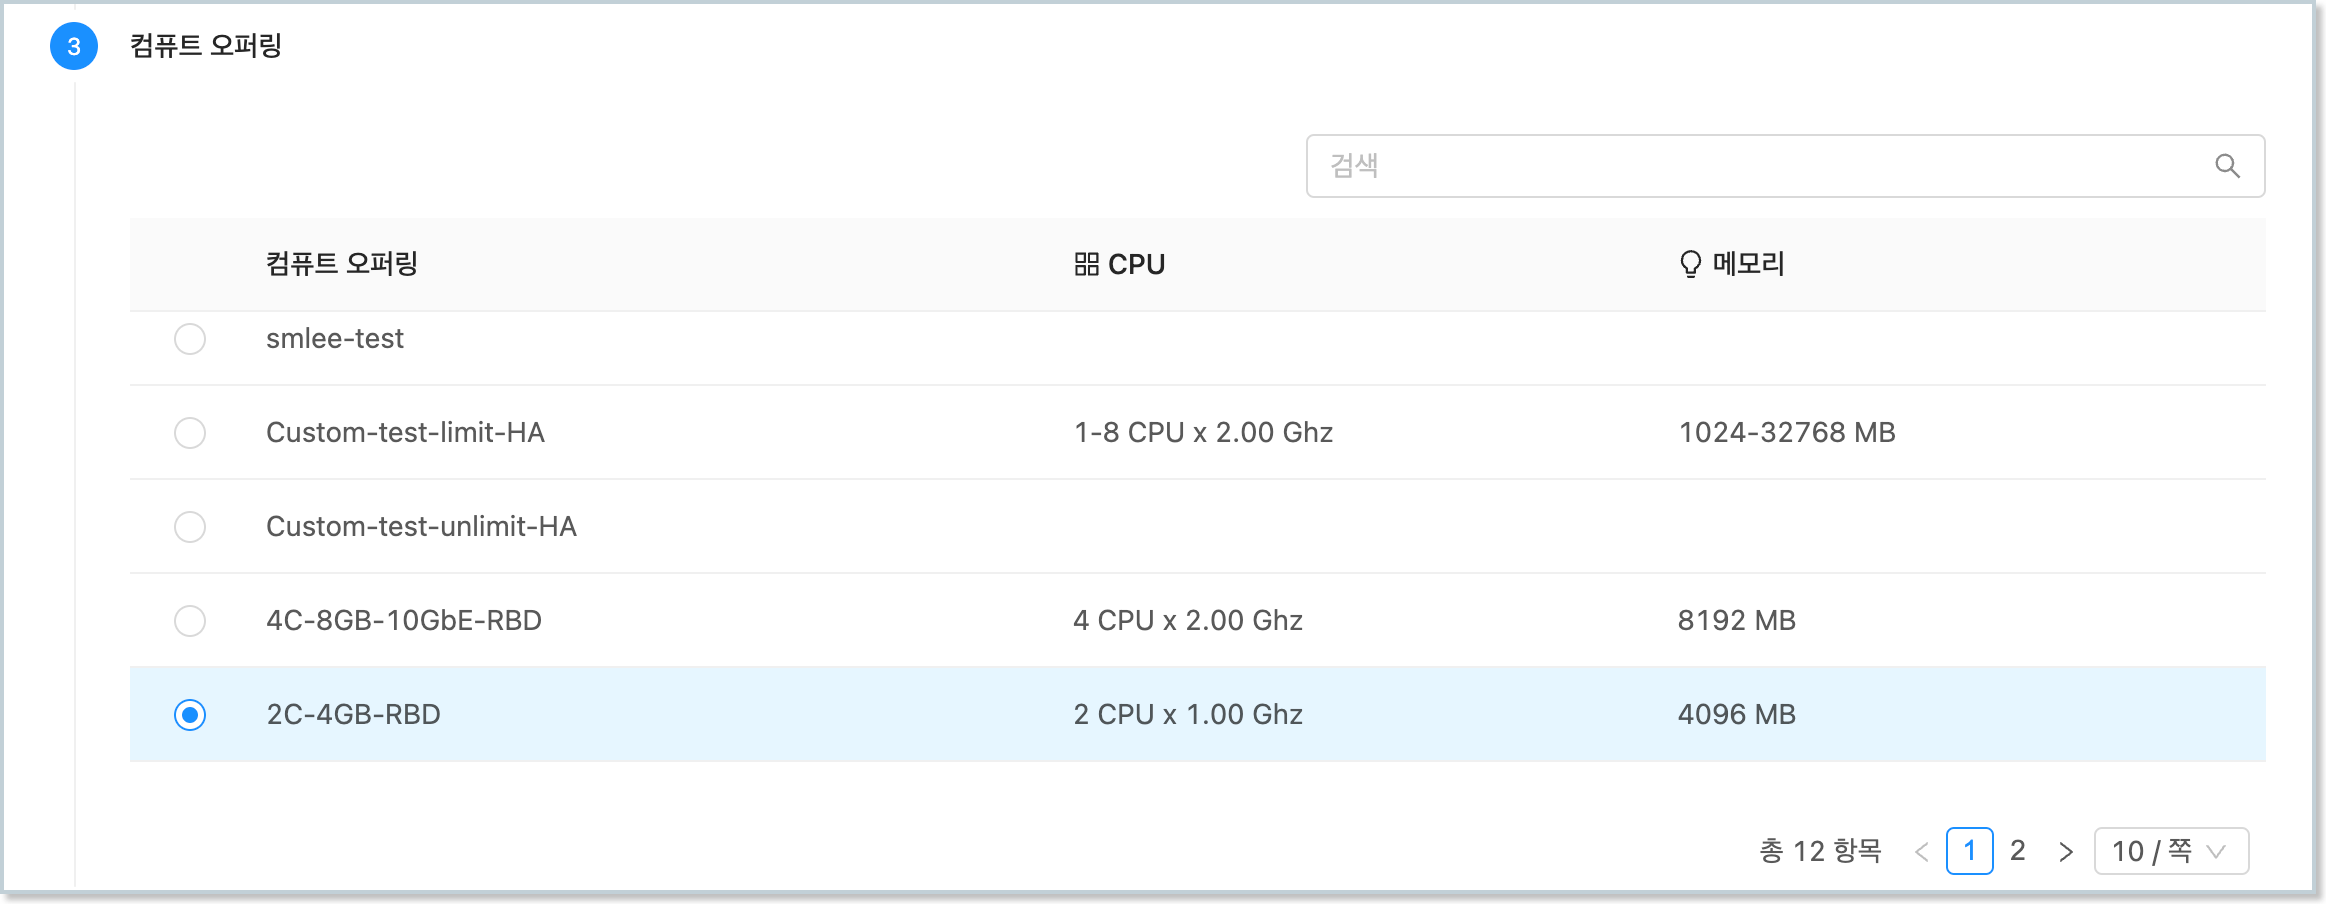 3 컴퓨트 오퍼링
검색
컴퓨트 오퍼링 CPU 메모리
smlee-test
Custom-test-limit-HA 1-8 CPU x 2.00 Ghz 1024-32768 MB
Custom-test-unlimit-HA
4C-8GB-10GbE-RBD 4 CPU x 2.00 Ghz 8192 MB
2C-4GB-RBD 2 CPU x 1.00 Ghz 4096 MB
총 12 항목 < 1 2 > 10 / 쪽